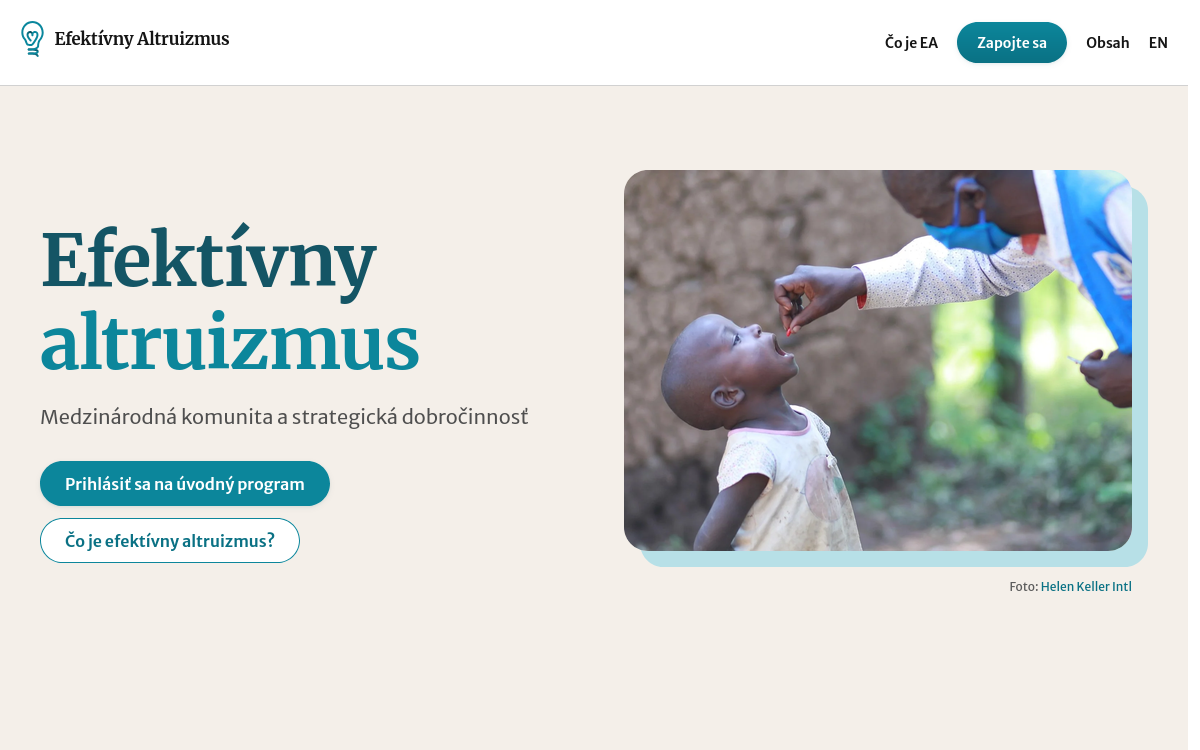 Efektívny Altruizmus
Čo je EA
Zapojte sa
Obsah
EN
Efektívny
altruizmus
Medzinárodná komunita a strategická dobročinnosť
Prihlásiť sa na úvodný program
Čo je efektívny altruizmus?
Foto: Helen Keller Intl